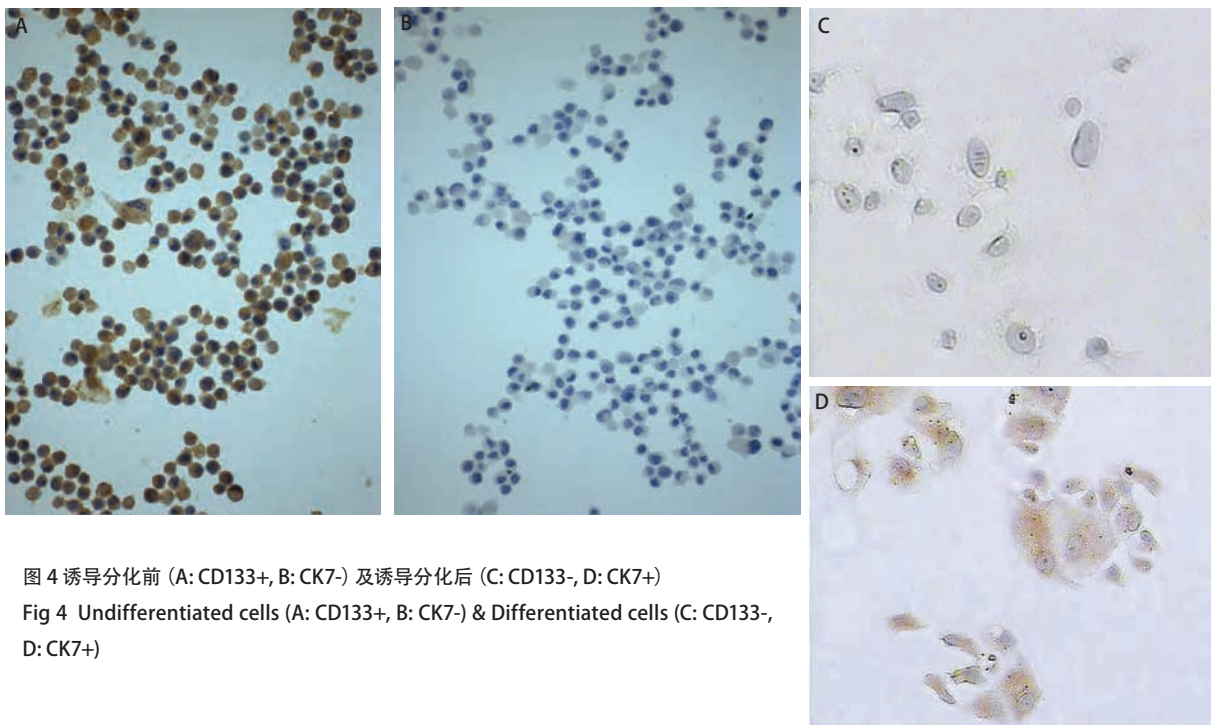 A
B
C
D
图 4 诱导分化前 (A: CD133+, B: CK7-) 及诱导分化后 (C: CD133-, D: CK7+)
Fig 4 Undifferentiated cells (A: CD133+, B: CK7-) & Differentiated cells (C: CD133-,
D: CK7+)